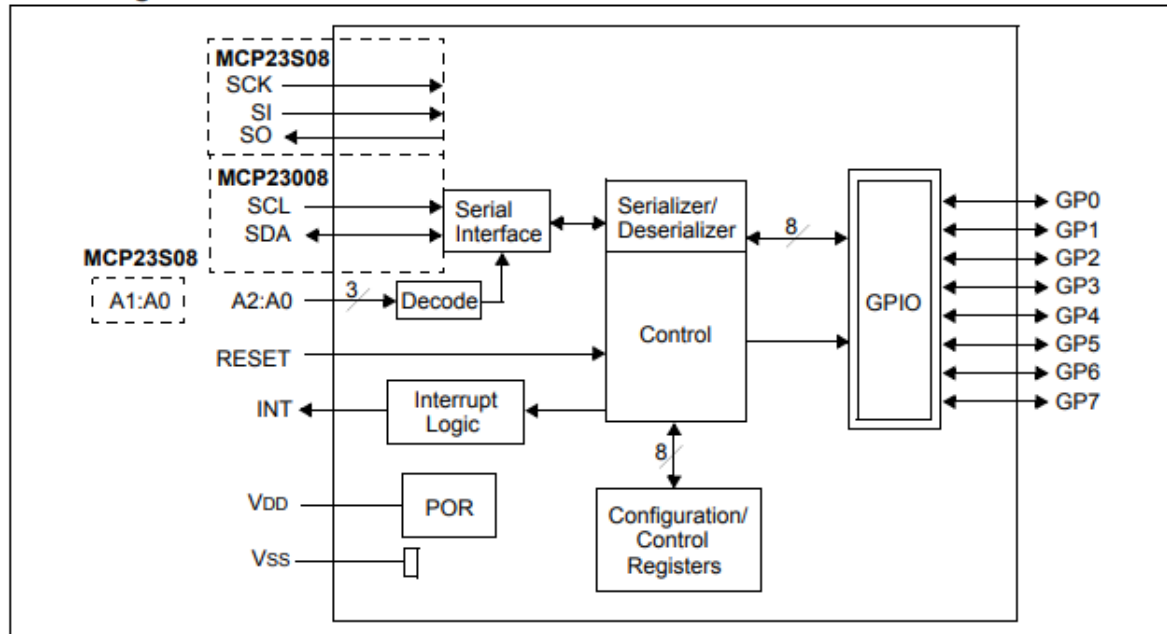 MCP23S08
SCK
SI
SO
MCP23008
SCL
SDA
MCP23S08
A1:A0
A2:A0
3
Decode
Serial
Interface
Serializer/
Deserializer
8
Control
RESET
INT
Interrupt
Logic
8
VDD
POR
VSS
Configuration/
Control
Registers
GPIO
GP0
GP1
GP2
GP3
GP4
GP5
GP6
GP7